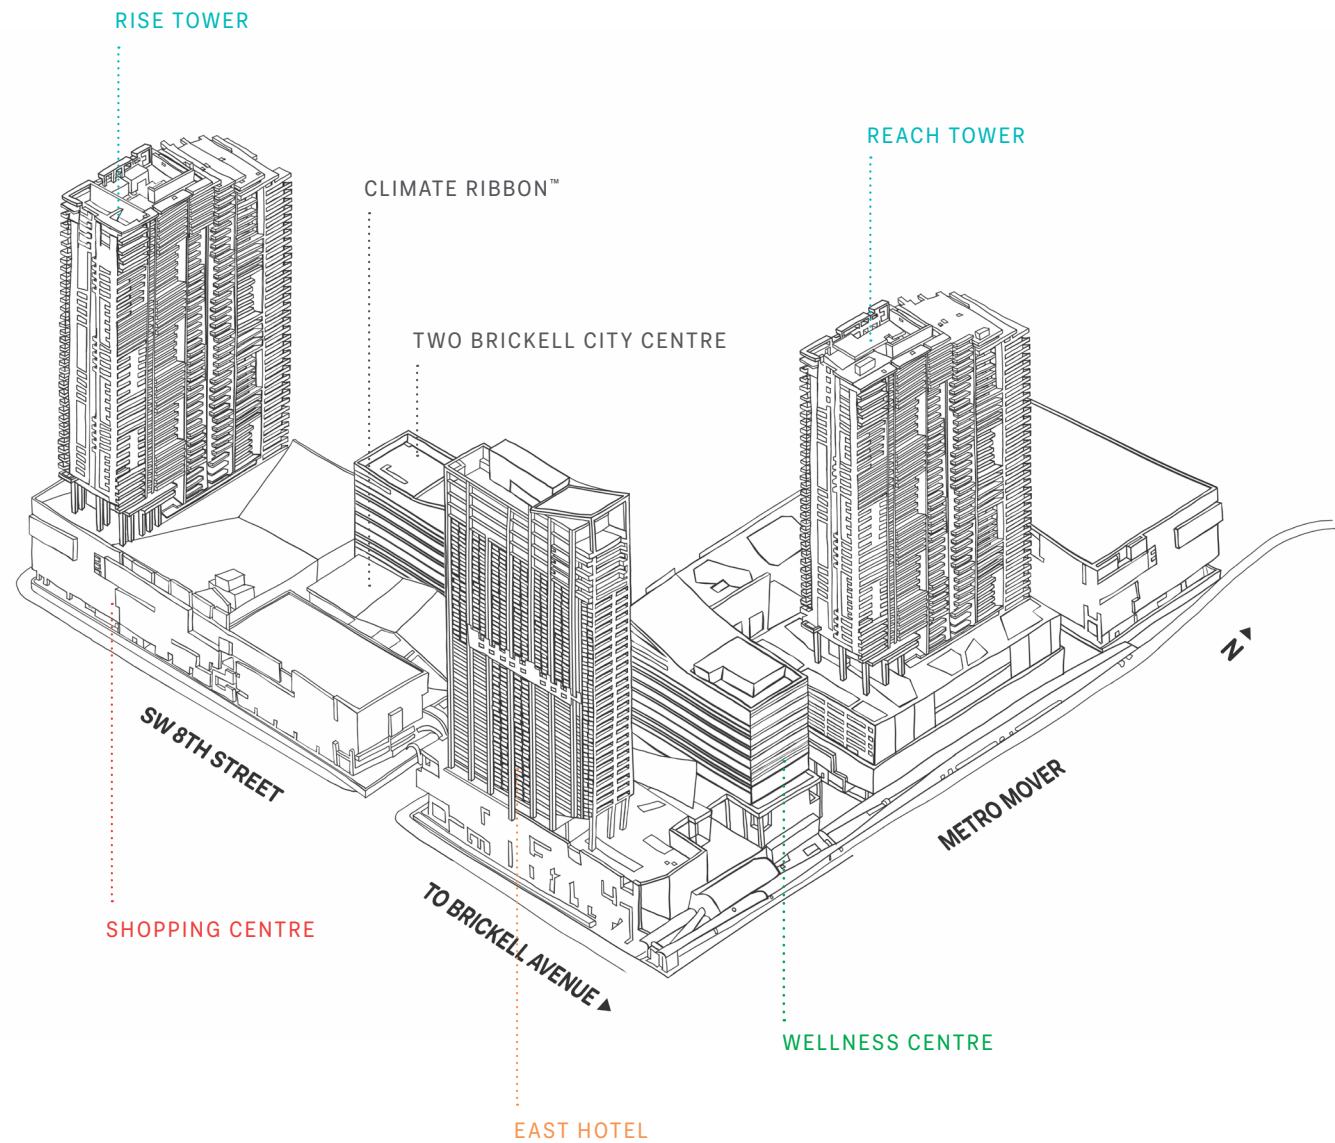 RISE TOWER
REACH TOWER
CLIMATE RIBBON™
TWO BRICKELL CITY CENTRE
N
SW 8TH STREET
METRO MOVER
TO BRICKELL AVENUE
SHOPPING CENTRE
WELLNESS CENTRE
EAST HOTEL